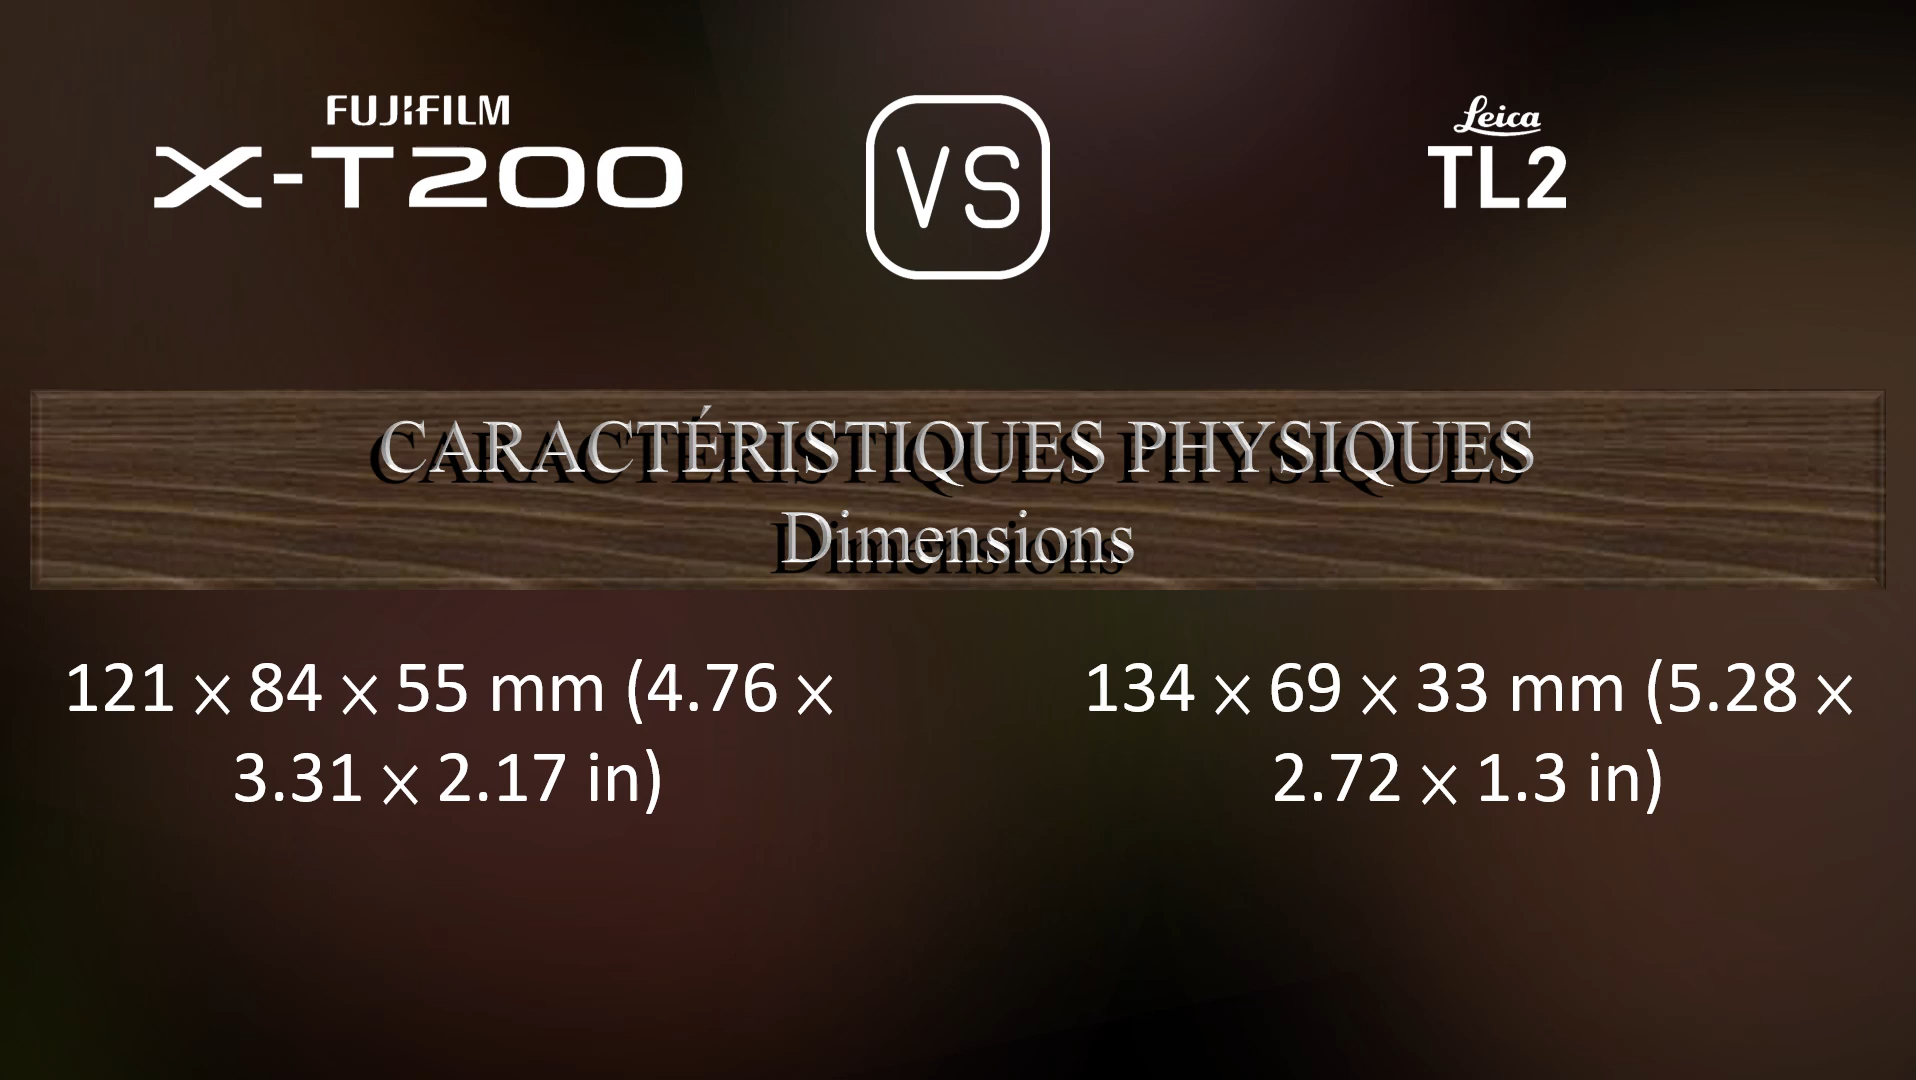 FUJIFILM
X-T200
VS
Leica
TL2
CARACTÉRISTIQUES PHYSIQUES
Dimensions
121 x 84 x 55 mm (4.76 x
3.31 x 2.17 in)
134 x 69 x 33 mm (5.28 x
2.72 x 1.3 in)